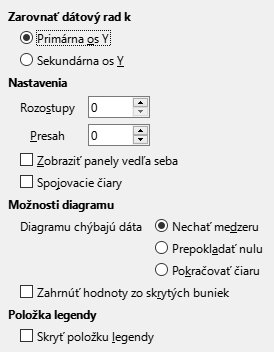 Zarovnať dátový rad k
Primárna os Y
Sekundárna os Y
Nastavenia
Rozostupy 0
Presah 0
Zobraziť panely vedľa seba
Spojovacie čiary
Možnosti diagramu
Diagramu chýbajú dáta Nechať medzeru
Prepokladať nulu
Pokračovať čiaru
Zahrnúť hodnoty zo skrytých buniek
Položka legendy
Skryť položku legendy